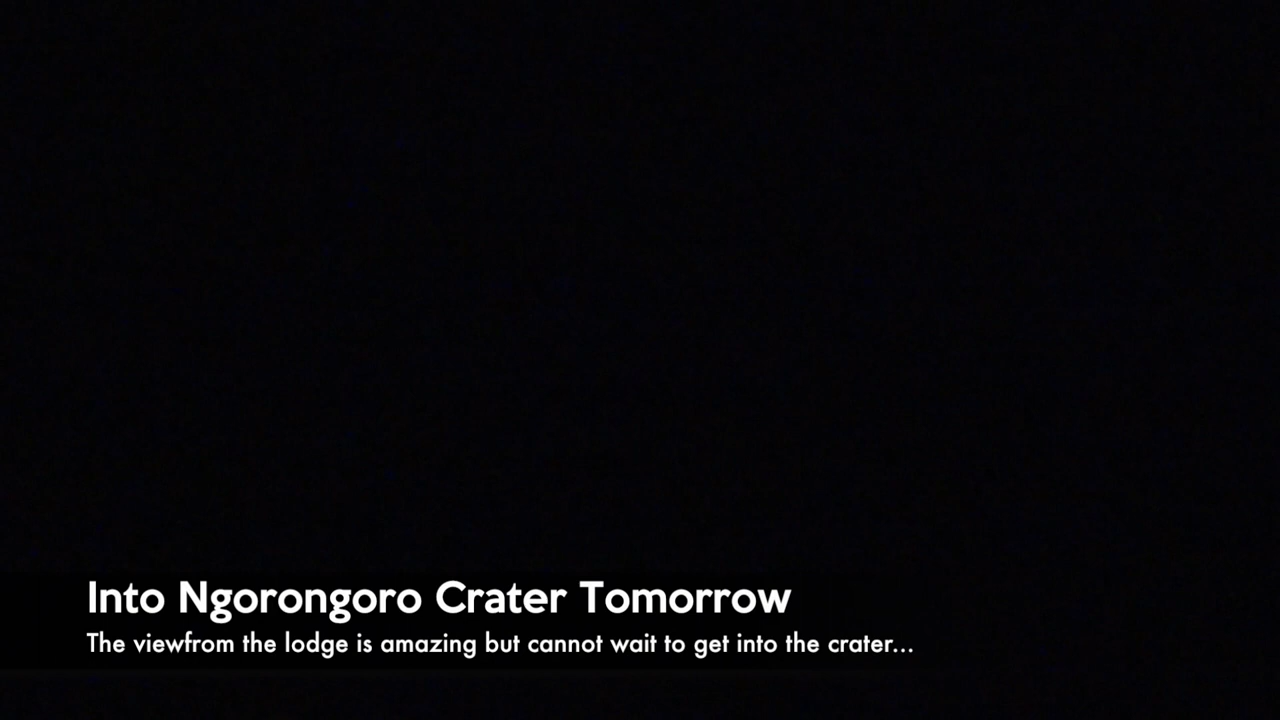 Into Ngorongoro Crater Tomorrow
The viewfrom the lodge is amazing but cannot wait to get into the crater...